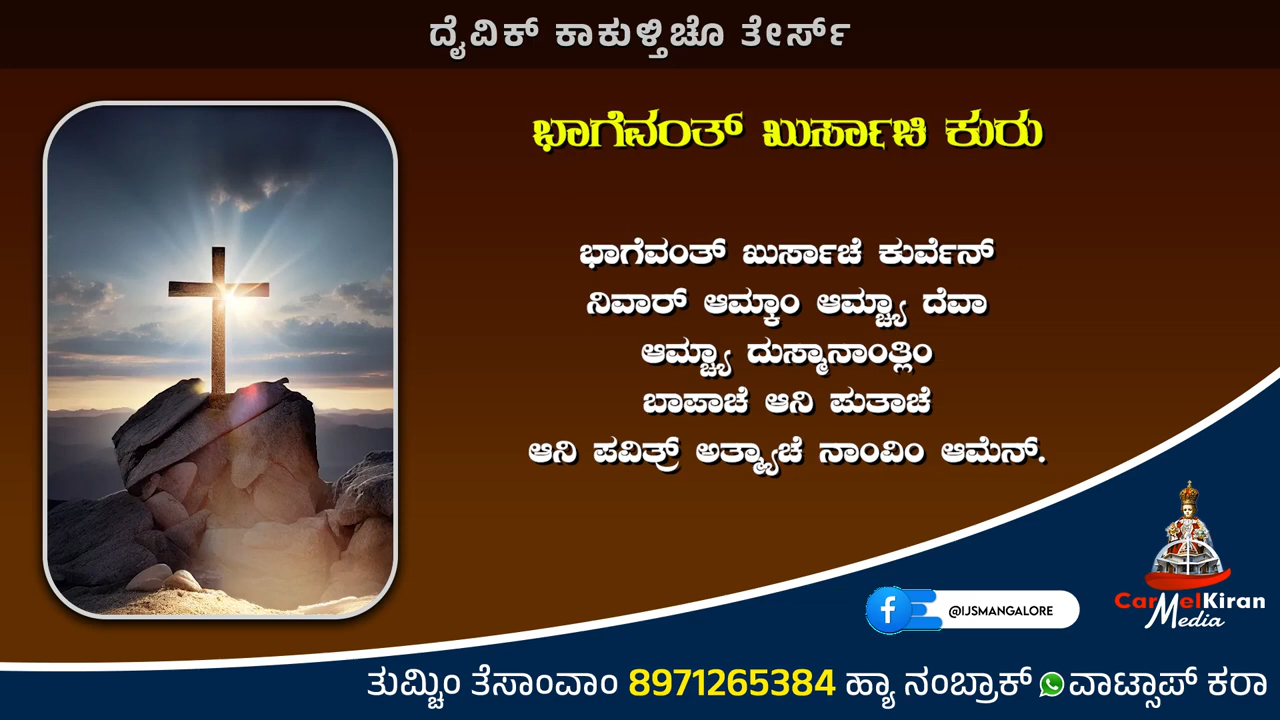 ದೈವಿಕ್ ಕಾಕುಳ್ತಿಚೊ ತೇರ್ಸ್
ಭಾಗೆವಂತ್ ಖುರ್ಸಾಚಿ ಕುರು
ಭಾಗೆವಂತ್ ಖುರ್ಸಾಚೆ ಕುರ್ವೆನ್
ನಿವಾರ್ ಆಮ್ಕಾಂ ಆಮ್ಚ್ಯಾ ದೆವಾ
ಆಮ್ಚ್ಯಾ ದುಸ್ಮಾನಾಂತ್ಲಿಂ
ಬಾಪಾಚೆ ಆನಿ ಪುತಾಚೆ
ಆನಿ ಪವಿತ್ರ್ ಅತ್ಮ್ಯಾಚೆ ನಾಂವಿಂ ಆಮೆನ್.
CarMelKiran
Media
@IJSMANGALORE
ತುಮ್ಚಿಂ ತೆಸಾಂವಾಂ 8971265384 ಹ್ಯಾ ನಂಬ್ರಾಕ್ ವಾಟ್ಸಾಪ್ ಕರಾ